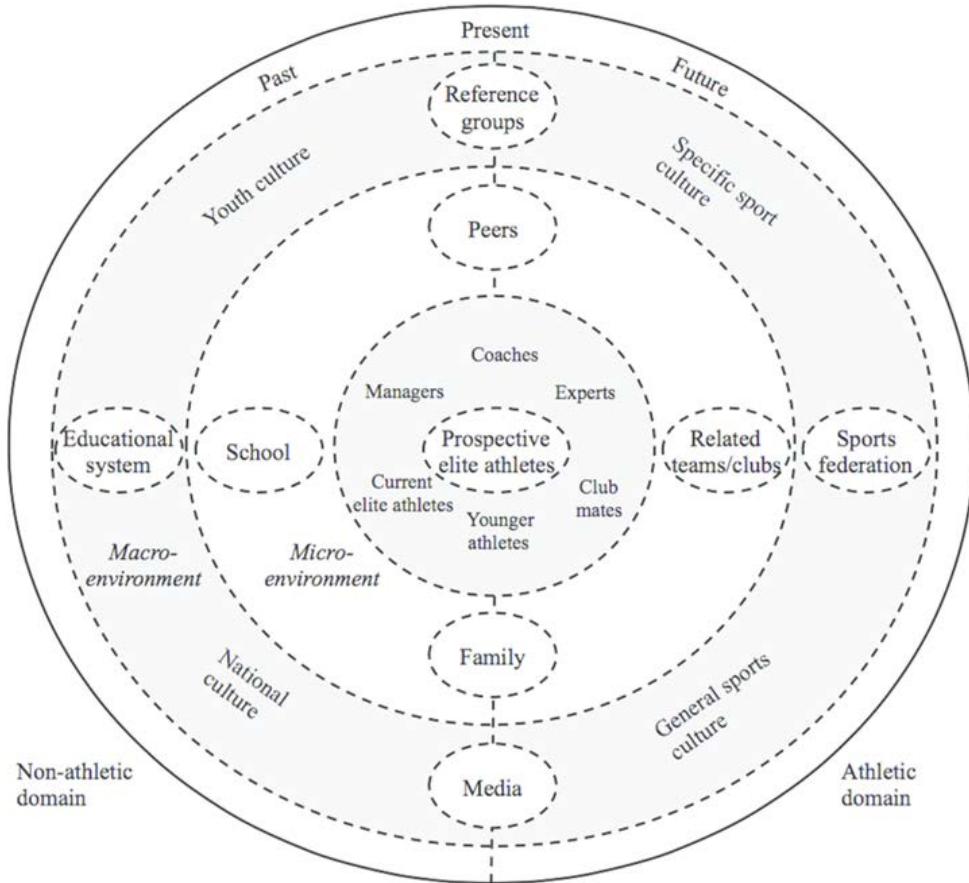 Present
Past
Future
Reference
groups
Youth culture
Specific sport
culture
Peers
Coaches
Managers
Experts
Educational
system
School
Prospective
elite athletes
Related
teams/clubs
Sports
federation
Current
elite athletes
Club
mates
Younger
athletes
Macro-
environment
Micro-
environment
Family
National
culture
General sports
culture
Non-athletic
domain
Media
Athletic
domain